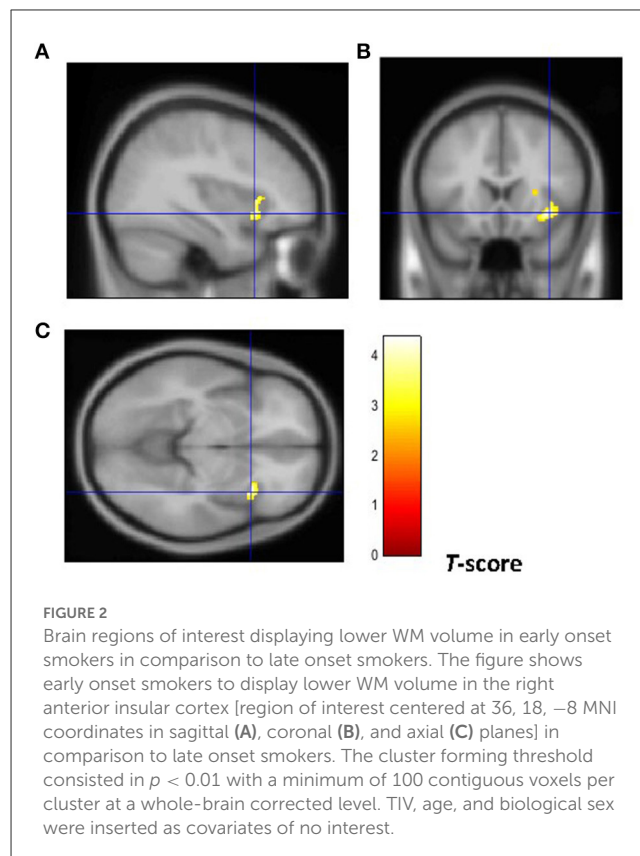 A
B
C
4
3
2
1
0
T-score
FIGURE 2
Brain regions of interest displaying lower WM volume in early onset
smokers in comparison to late onset smokers. The figure shows
early onset smokers to display lower WM volume in the right
anterior insular cortex [region of interest centered at 36, 18, −8 MNI
coordinates in sagittal (A), coronal (B), and axial (C) planes] in
comparison to late onset smokers. The cluster forming threshold
consisted in p < 0.01 with a minimum of 100 contiguous voxels per
cluster at a whole-brain corrected level. TIV, age, and biological sex
were inserted as covariates of no interest.